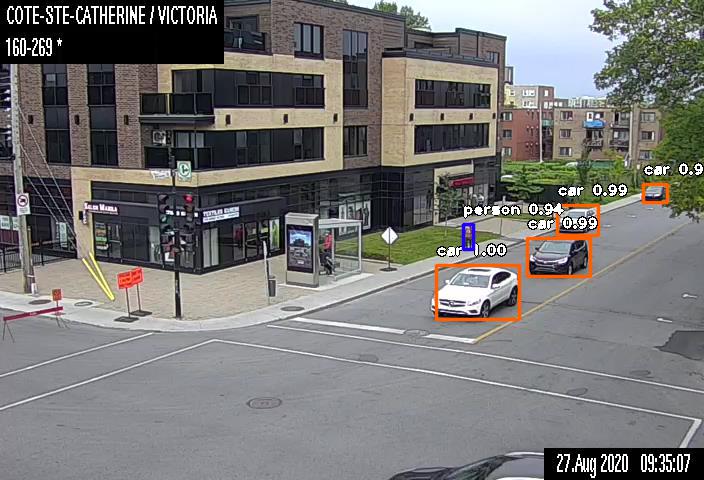 COTE-STE-CATHERINE / VICTORIA
160-269 *
car 0.9
car 0.99
person 0.94
car 0.99
car 1.00
SALON MANILA
TEXTILES
27.Aug 2020 09:35:07